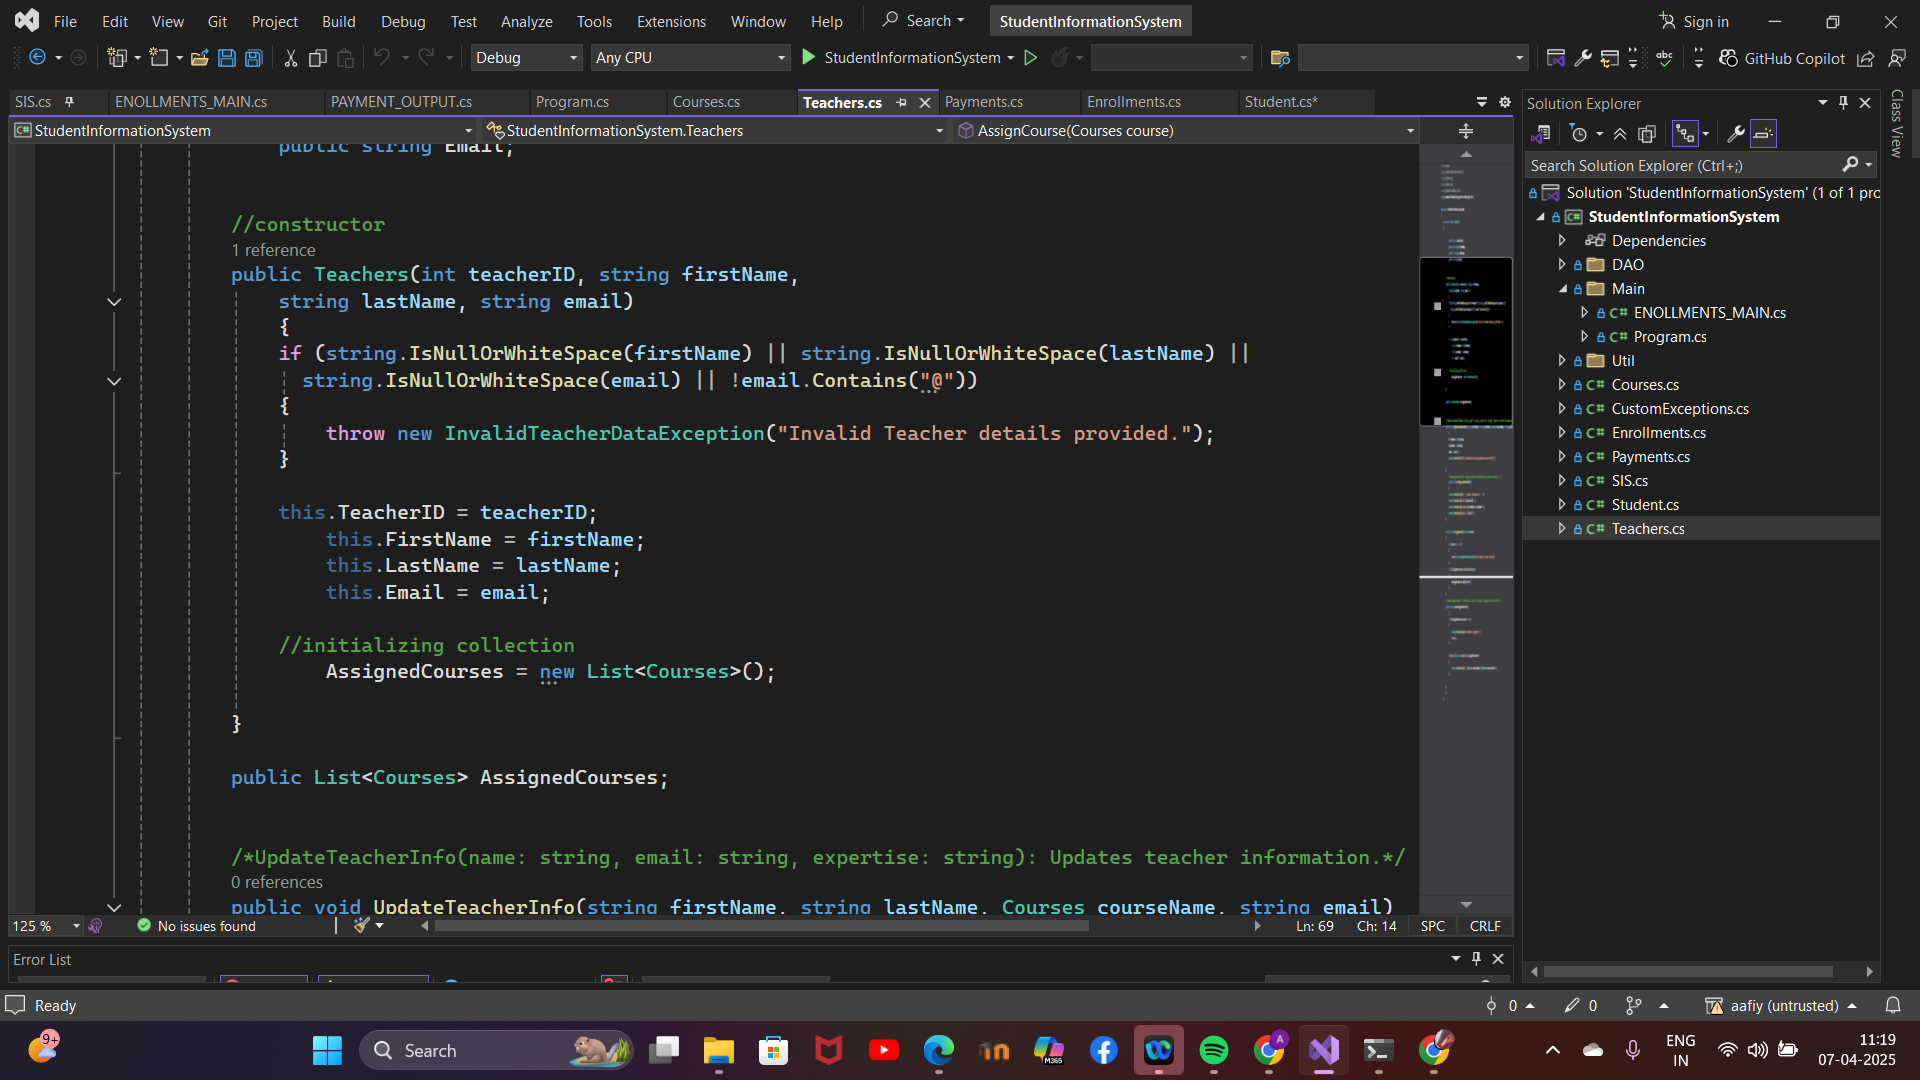 File Edit View Git Project Build Debug Test Analyze Tools Extensions Window Help Search StudentInformationSystem Sign in
Debug Any CPU StudentInformationSystem GitHub Copilot
SIS.cs ENOLLMENTS_MAIN.cs PAYMENT_OUTPUT.cs Program.cs Courses.cs Teachers.cs Payments.cs Enrollments.cs Student.cs*
StudentInformationSystem StudentInformationSystem.Teachers AssignCourse(Courses course)
public string Email;
//constructor
1 reference
public Teachers(int teacherID, string firstName,
string lastName, string email)
{
if (string.IsNullOrWhiteSpace(firstName) || string.IsNullOrWhiteSpace(lastName) ||
string.IsNullOrWhiteSpace(email) || !email.Contains("@"))
{
throw new InvalidTeacherDataException("Invalid Teacher details provided.");
}
this.TeacherID = teacherID;
this.FirstName = firstName;
this.LastName = lastName;
this.Email = email;
//initializing collection
AssignedCourses = new List<Courses>();
}
public List<Courses> AssignedCourses;
/*UpdateTeacherInfo(name: string, email: string, expertise: string): Updates teacher information.*/
0 references
public void UpdateTeacherInfo(string firstName, string lastName, Courses courseName, string email)
125 % No issues found Ln: 69 Ch: 14 SPC CRLF
Error List
Solution Explorer
Search Solution Explorer (Ctrl+;)
Solution 'StudentInformationSystem' (1 of 1 pro
StudentInformationSystem
Dependencies
DAO
Main
ENOLLMENTS_MAIN.cs
Program.cs
Util
Courses.cs
CustomExceptions.cs
Enrollments.cs
Payments.cs
SIS.cs
Student.cs
Teachers.cs
Class View
Ready 0 0 aafiy (untrusted)
9+ Search M365 A ENG
IN
11:19
07-04-2025